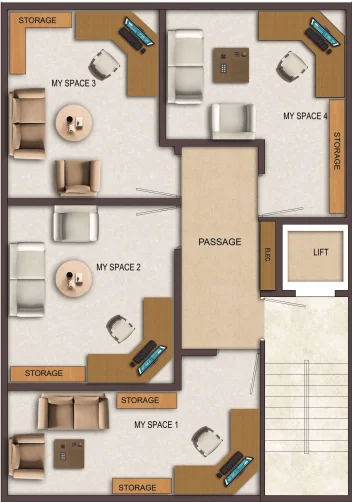 STORAGE
MY SPACE 3
MY SPACE 4
STORAGE
PASSAGE
ELEC
LIFT
MY SPACE 2
STORAGE
STORAGE
MY SPACE 1
STORAGE